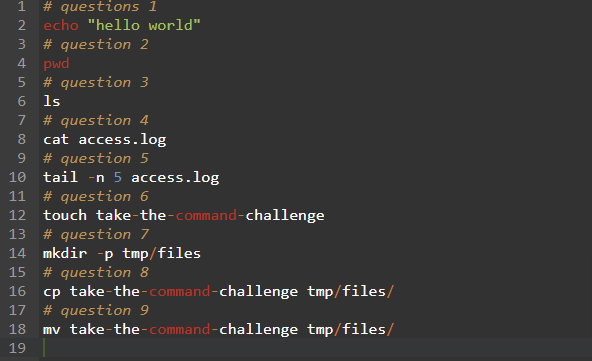 1 # questions 1
2 echo "hello world"
3 # question 2
4 pwd
5 # question 3
6 ls
7 # question 4
8 cat access.log
9 # question 5
10 tail -n 5 access.log
11 # question 6
12 touch take-the-command-challenge
13 # question 7
14 mkdir -p tmp/files
15 # question 8
16 cp take-the-command-challenge tmp/files/
17 # question 9
18 mv take-the-command-challenge tmp/files/
19